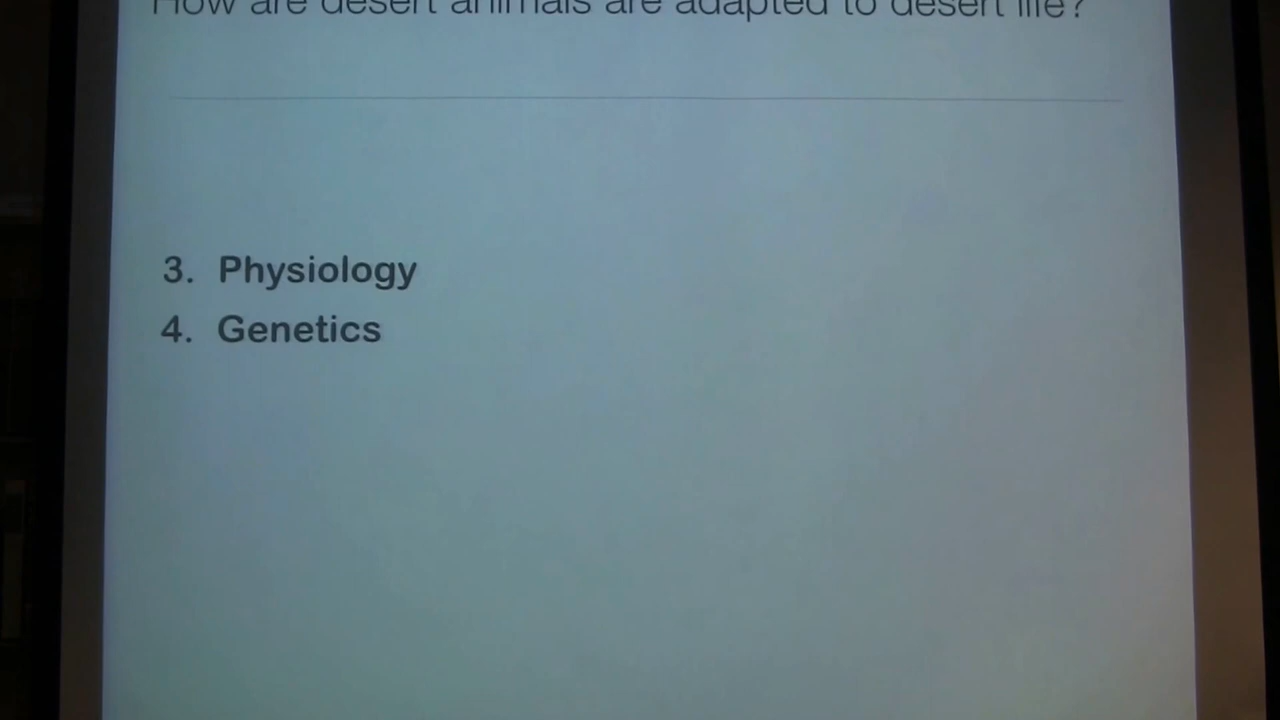 How are desert animals are adapted to desert life?
3. Physiology
4. Genetics